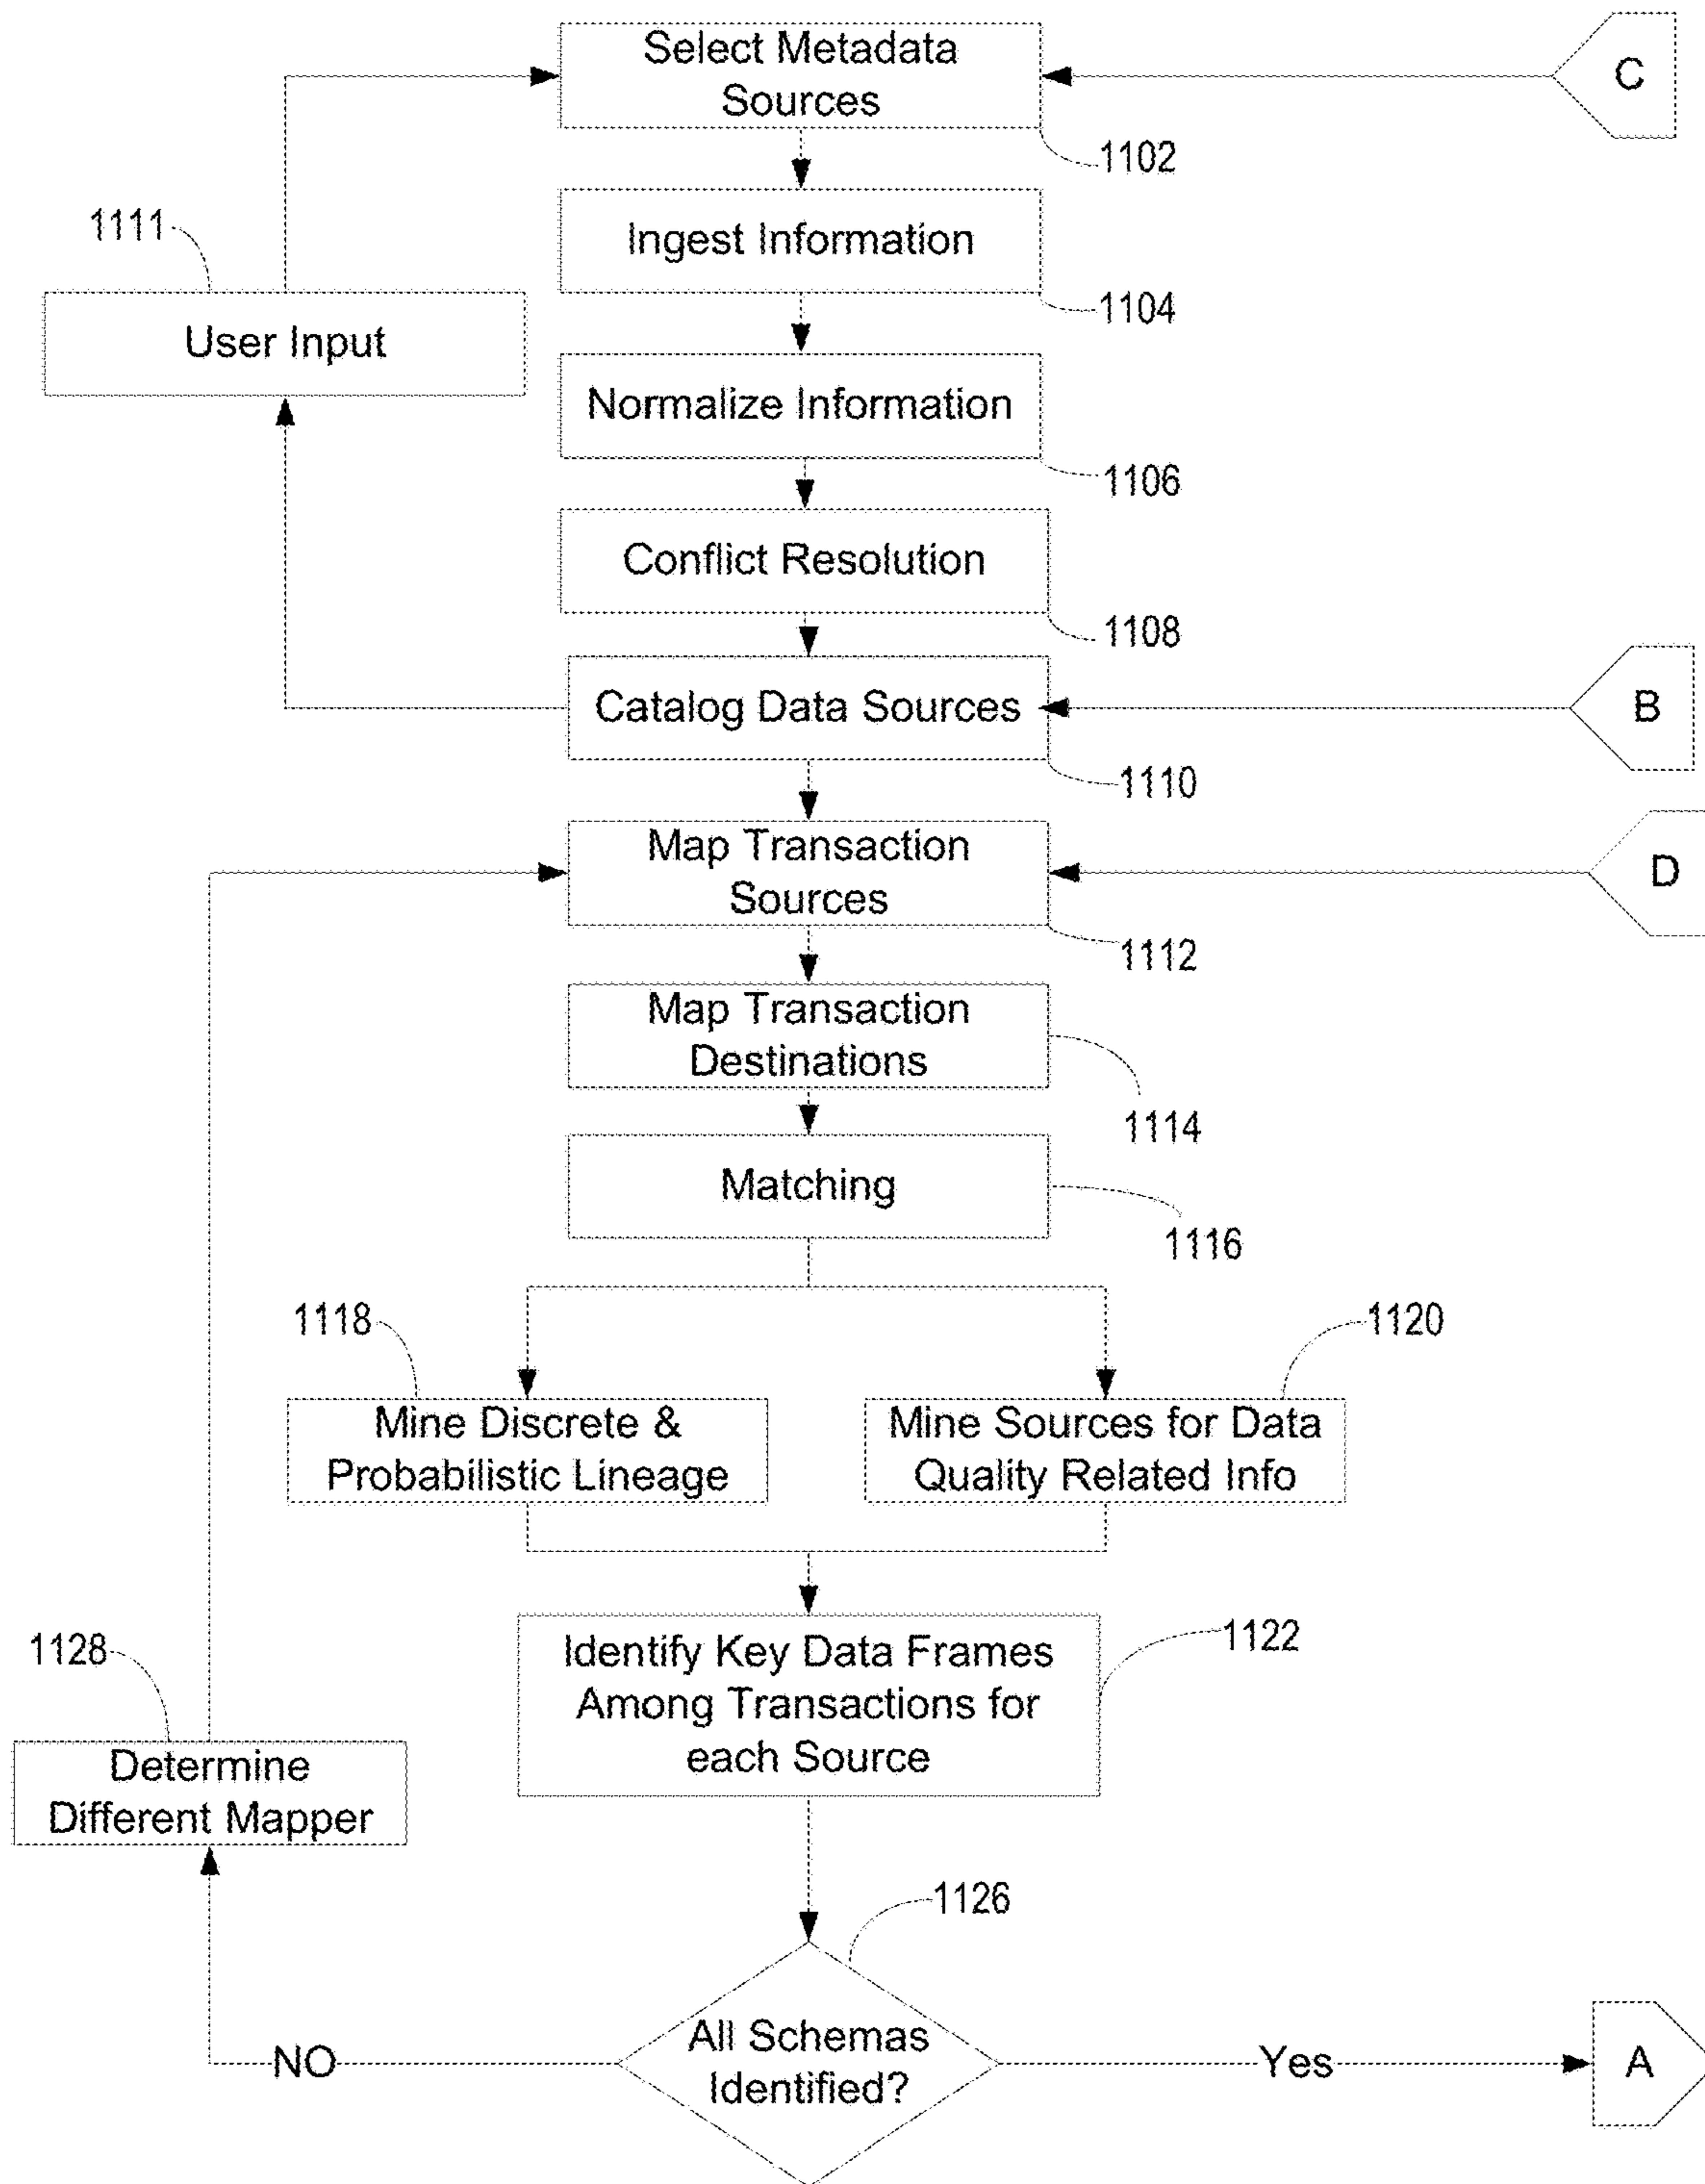 Select Metadata
Sources
C
1102
1111
Ingest Information
1104
User Input
Normalize Information
1106
Conflict Resolution
1108
Catalog Data Sources
B
1110
Map Transaction
Sources
D
1112
Map Transaction
Destinations
1114
Matching
1116
1118
1120
Mine Discrete &
Probabilistic Lineage
Mine Sources for Data
Quality Related Info
1122
Identify Key Data Frames
Among Transactions for
each Source
1128
Determine
Different Mapper
1126
All Schemas
Identified?
NO
Yes
A